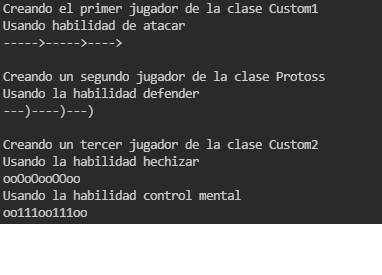 Creando el primer jugador de la clase Custom1
Usando habilidad de atacar
----->----->---->
Creando un segundo jugador de la clase Protoss
Usando la habilidad defender
---)----)---)
Creando un tercer jugador de la clase Custom2
Usando la habilidad hechizar
oo0o0oo00oo
Usando la habilidad control mental
oo111oo111oo